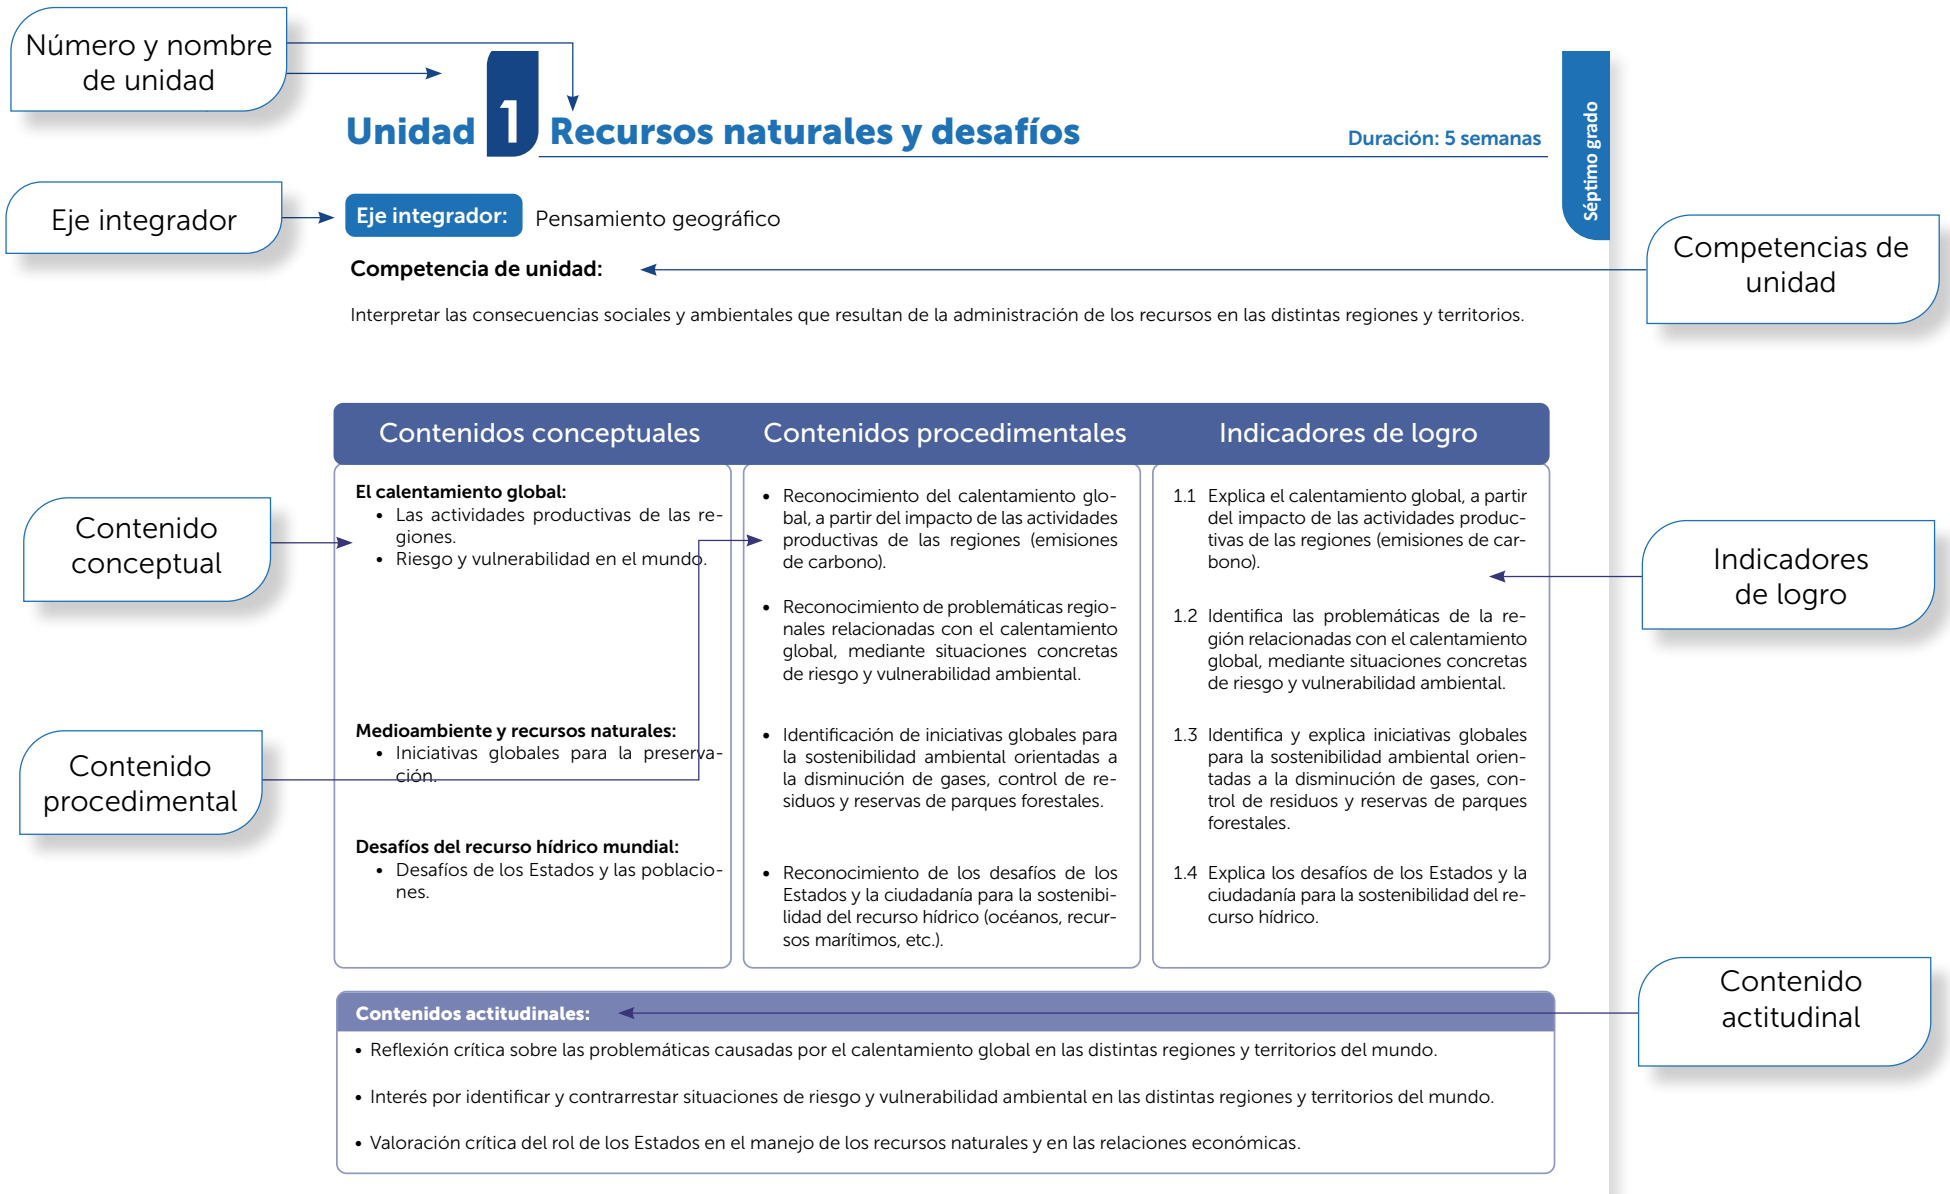 Número y nombre
de unidad
Unidad 1 Recursos naturales y desafíos
Duración: 5 semanas
Séptimo grado
Eje integrador
Eje integrador: Pensamiento geográfico
Competencia de unidad:
Competencias de
unidad
Interpretar las consecuencias sociales y ambientales que resultan de la administración de los recursos en las distintas regiones y territorios.
Contenidos conceptuales
Contenidos procedimentales
Indicadores de logro
Contenido
conceptual
El calentamiento global:
• Las actividades productivas de las re-
giones.
• Riesgo y vulnerabilidad en el mundo.
Contenido
procedimental
Medioambiente y recursos naturales:
• Iniciativas globales para la preserva-
ción.
Desafíos del recurso hídrico mundial:
• Desafíos de los Estados y las poblacio-
nes.
• Reconocimiento del calentamiento glo-
bal, a partir del impacto de las actividades
productivas de las regiones (emisiones
de carbono).
• Reconocimiento de problemáticas regio-
nales relacionadas con el calentamiento
global, mediante situaciones concretas
de riesgo y vulnerabilidad ambiental.
• Identificación de iniciativas globales para
la sostenibilidad ambiental orientadas a
la disminución de gases, control de re-
siduos y reservas de parques forestales.
• Reconocimiento de los desafíos de los
Estados y la ciudadanía para la sostenibi-
lidad del recurso hídrico (océanos, recur-
sos marítimos, etc.).
1.1 Explica el calentamiento global, a partir
del impacto de las actividades produc-
tivas de las regiones (emisiones de car-
bono).
1.2 Identifica las problemáticas de la re-
gión relacionadas con el calentamiento
global, mediante situaciones concretas
de riesgo y vulnerabilidad ambiental.
1.3 Identifica y explica iniciativas globales
para la sostenibilidad ambiental orien-
tadas a la disminución de gases, con-
trol de residuos y reservas de parques
forestales.
1.4 Explica los desafíos de los Estados y la
ciudadanía para la sostenibilidad del re-
curso hídrico.
Indicadores
de logro
Contenido
actitudinal
Contenidos actitudinales:
• Reflexión crítica sobre las problemáticas causadas por el calentamiento global en las distintas regiones y territorios del mundo.
• Interés por identificar y contrarrestar situaciones de riesgo y vulnerabilidad ambiental en las distintas regiones y territorios del mundo.
• Valoración crítica del rol de los Estados en el manejo de los recursos naturales y en las relaciones económicas.